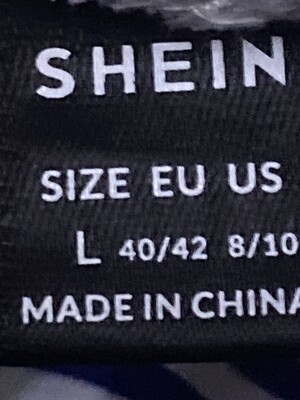 SHEIN
SIZE EU US
L 40/42 8/10
MADE IN CHINA